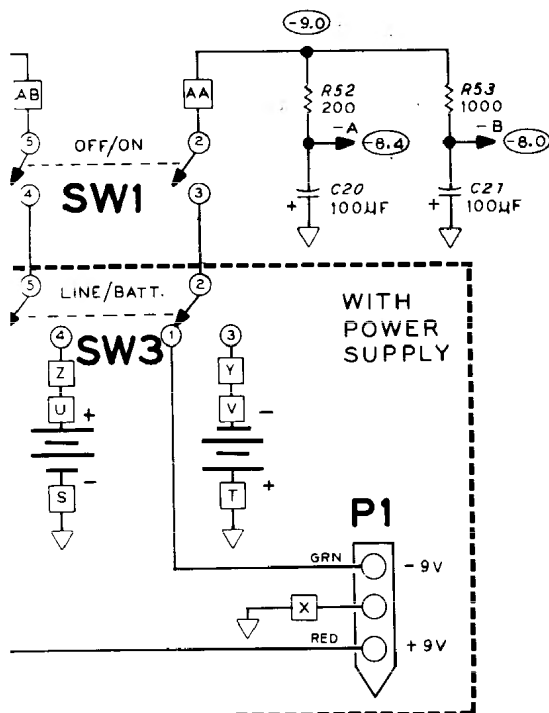 -9.0
AB
AA
R52
200
R53
1000
-A
-8.4
-B
-8.0
5
OFF/ON
2
SW1
4
3
C20
100µF
+
C21
100µF
+
5
LINE/BATT.
2
WITH
POWER
SUPPLY
4
SW3
1
3
Z
Y
U
+
V
-
S
-
T
+
P1
GRN
-9V
X
RED
+9V